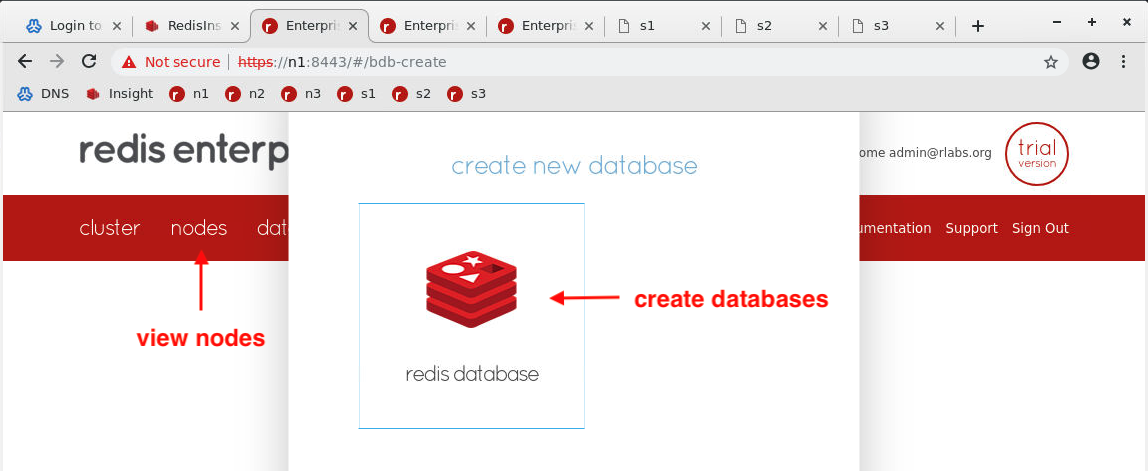 Login to
RedisIns
Enterpris
Enterpris
Enterpris
s1
s2
s3
Not secure
https://n1:8443/#/bdb-create
DNS
Insight
n1
n2
n3
s1
s2
s3
redis enterp
create new database
ome admin@rlabs.org
trial
version
cluster
nodes
dat
umentation
Support
Sign Out
create databases
view nodes
redis database